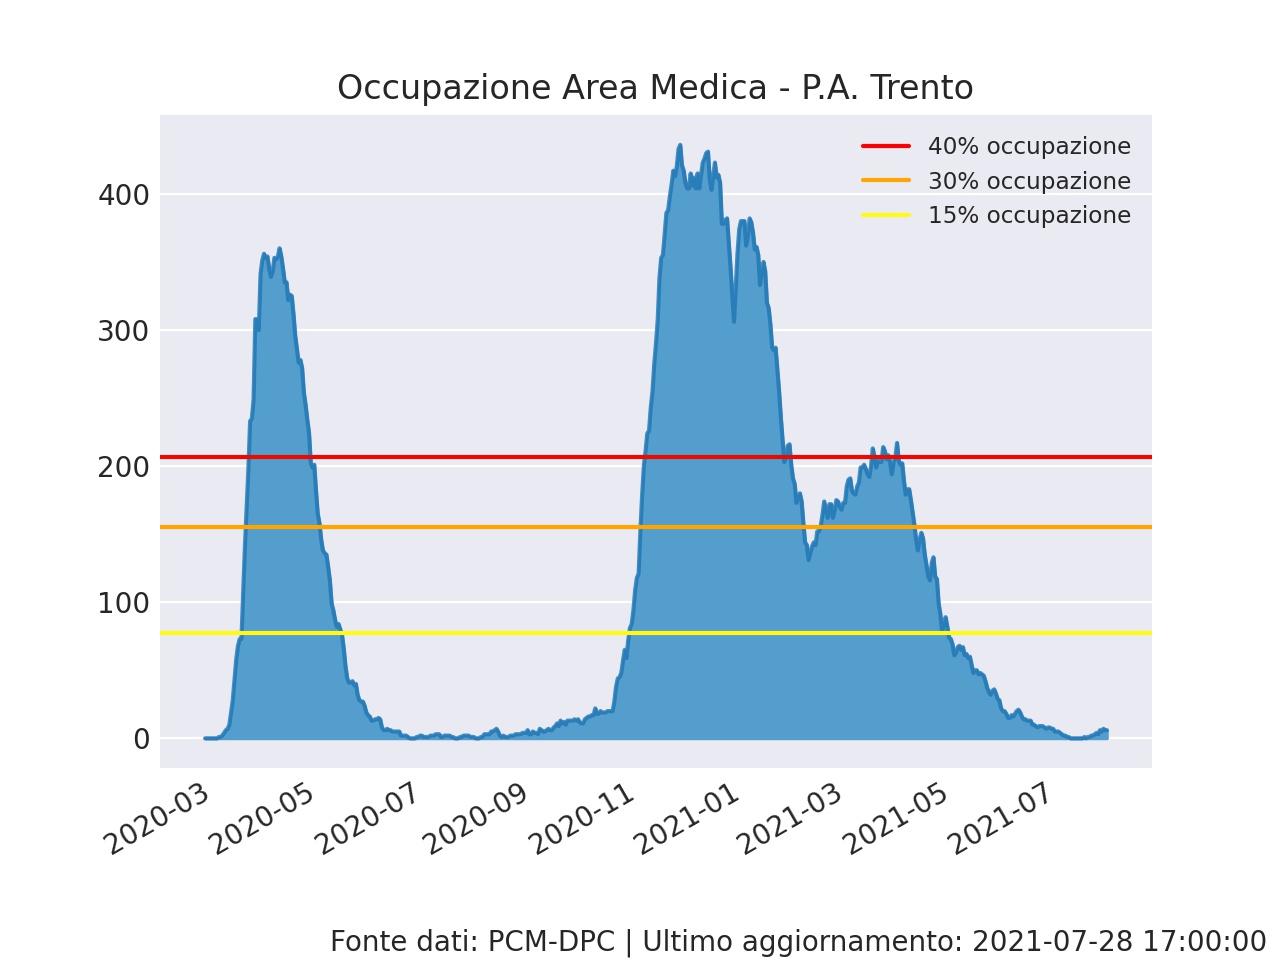 Occupazione Area Medica - P.A. Trento
40% occupazione
30% occupazione
15% occupazione
400
300
200
100
0
2020-03
2020-05
2020-07
2020-09
2020-11
2021-01
2021-03
2021-05
2021-07
Fonte dati: PCM-DPC | Ultimo aggiornamento: 2021-07-28 17:00:00